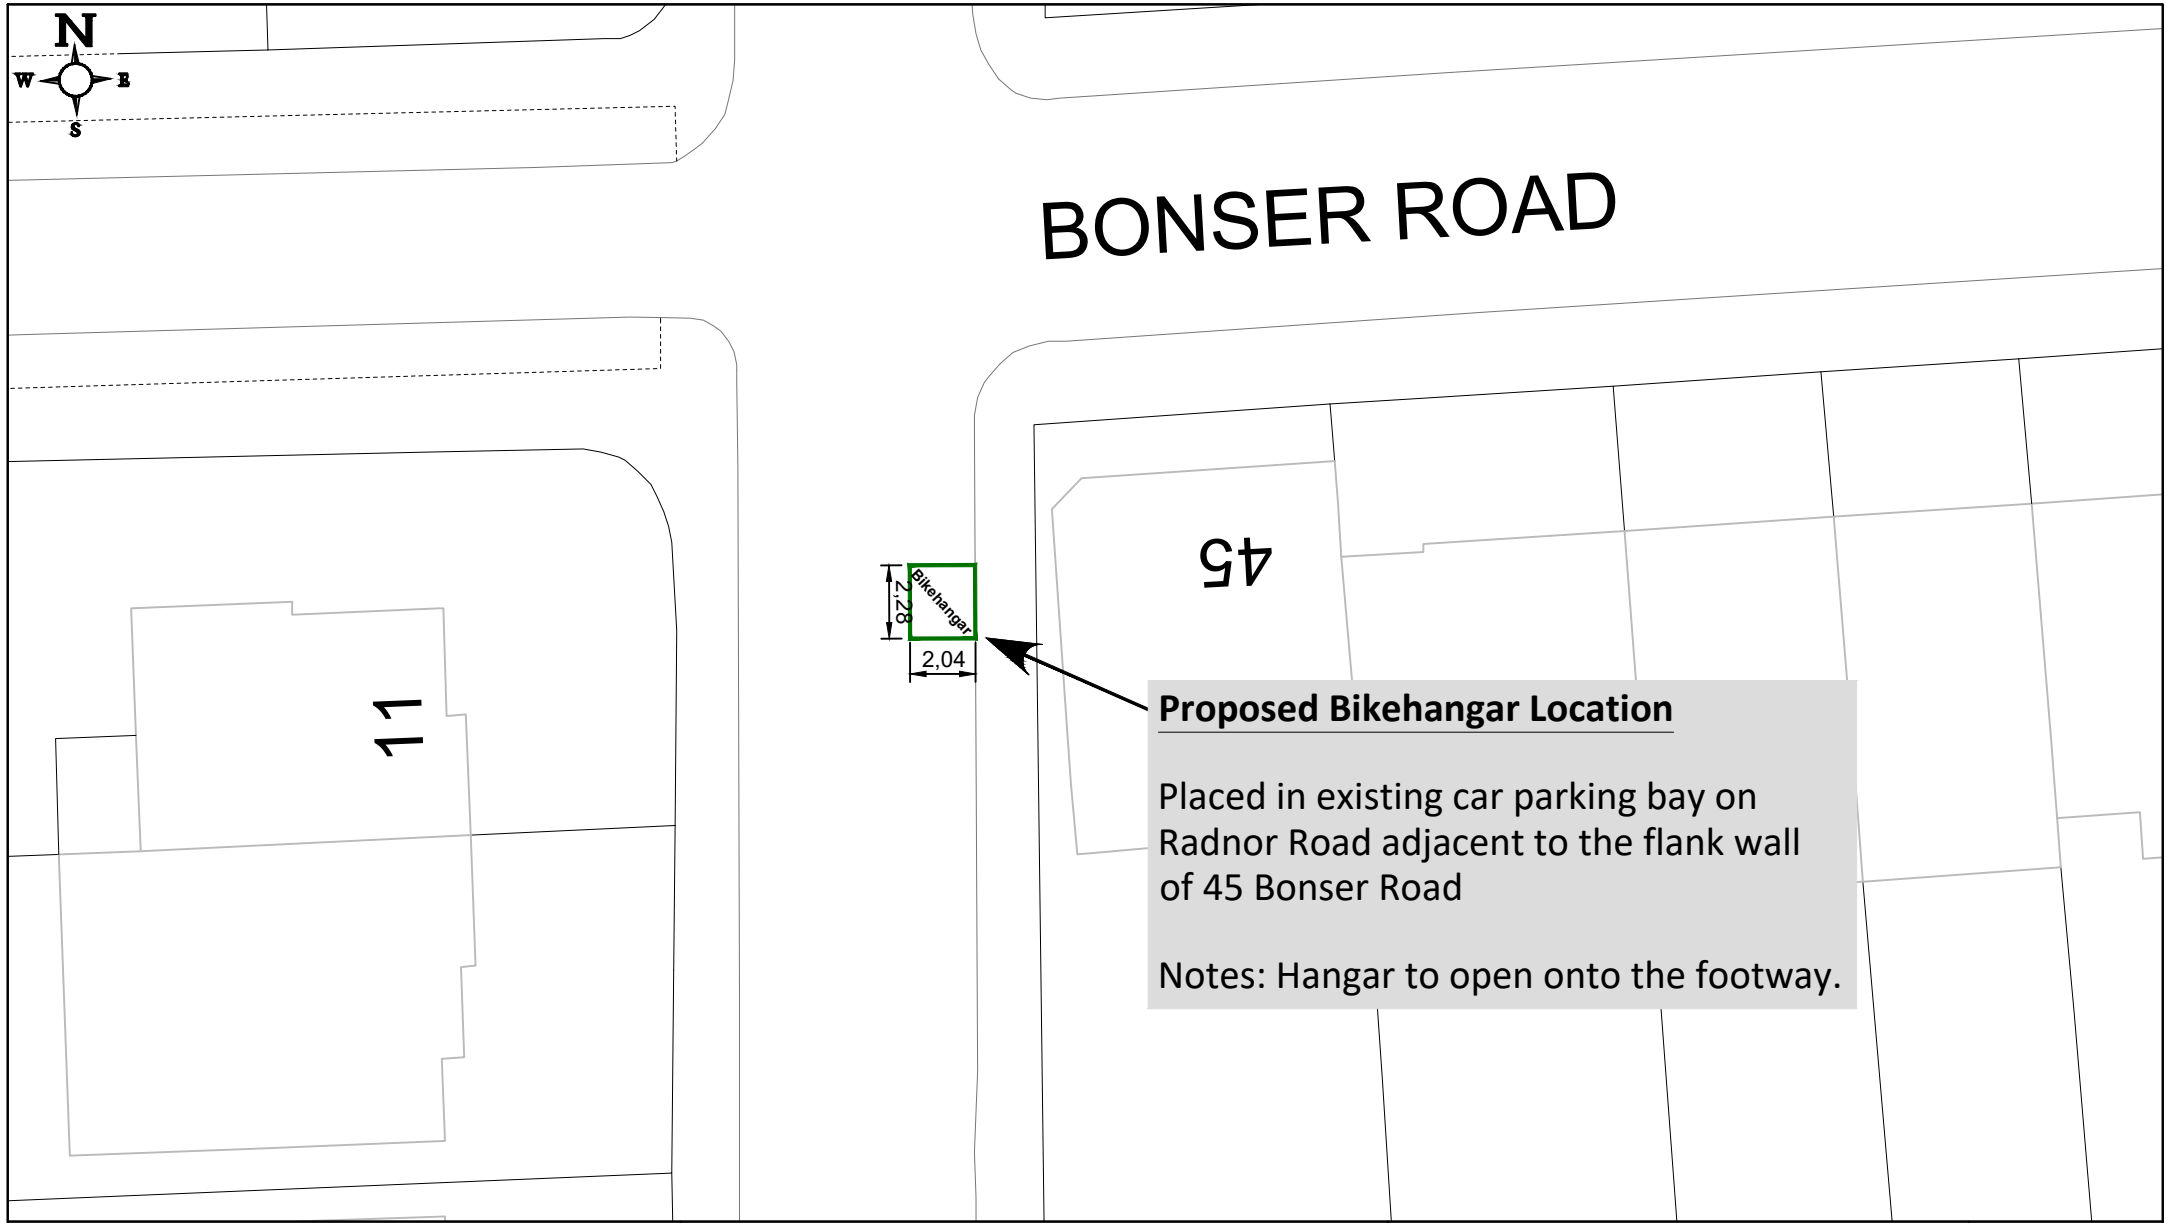 N
W E
S
BONSER ROAD
45
Bikehangar
2,28
2,04
11
Proposed Bikehangar Location
Placed in existing car parking bay on
Radnor Road adjacent to the flank wall
of 45 Bonser Road
Notes: Hangar to open onto the footway.